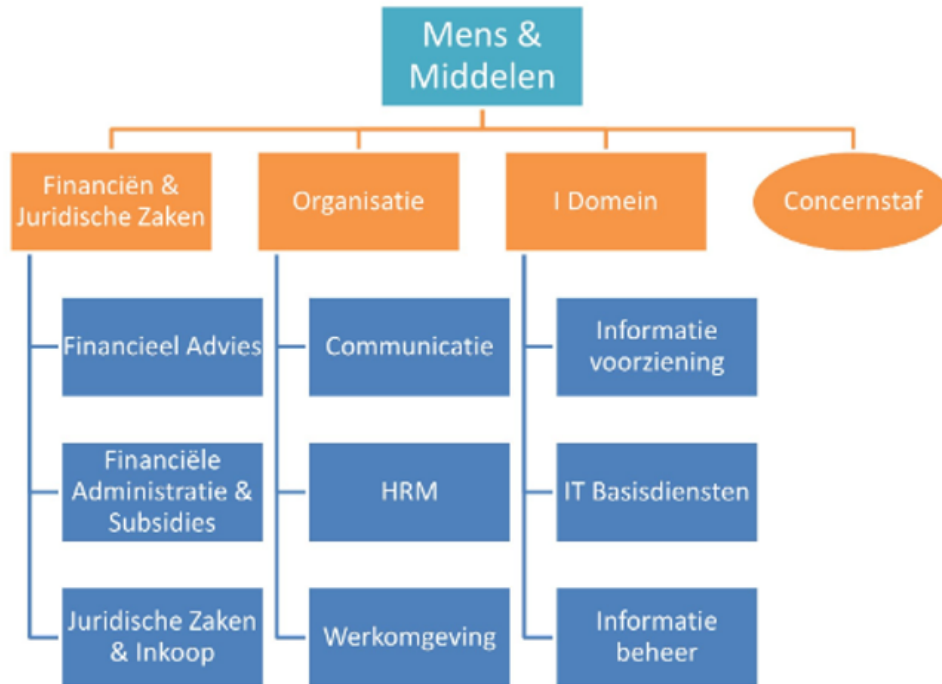 Mens &
Middelen
Financiën &
Juridische Zaken
Organisatie
I Domein
Concernstaf
Financieel Advies
Communicatie
Informatie
voorziening
Financiële
Administratie &
Subsidies
HRM
IT Basisdiensten
Juridische Zaken
& Inkoop
Werkomgeving
Informatie
beheer